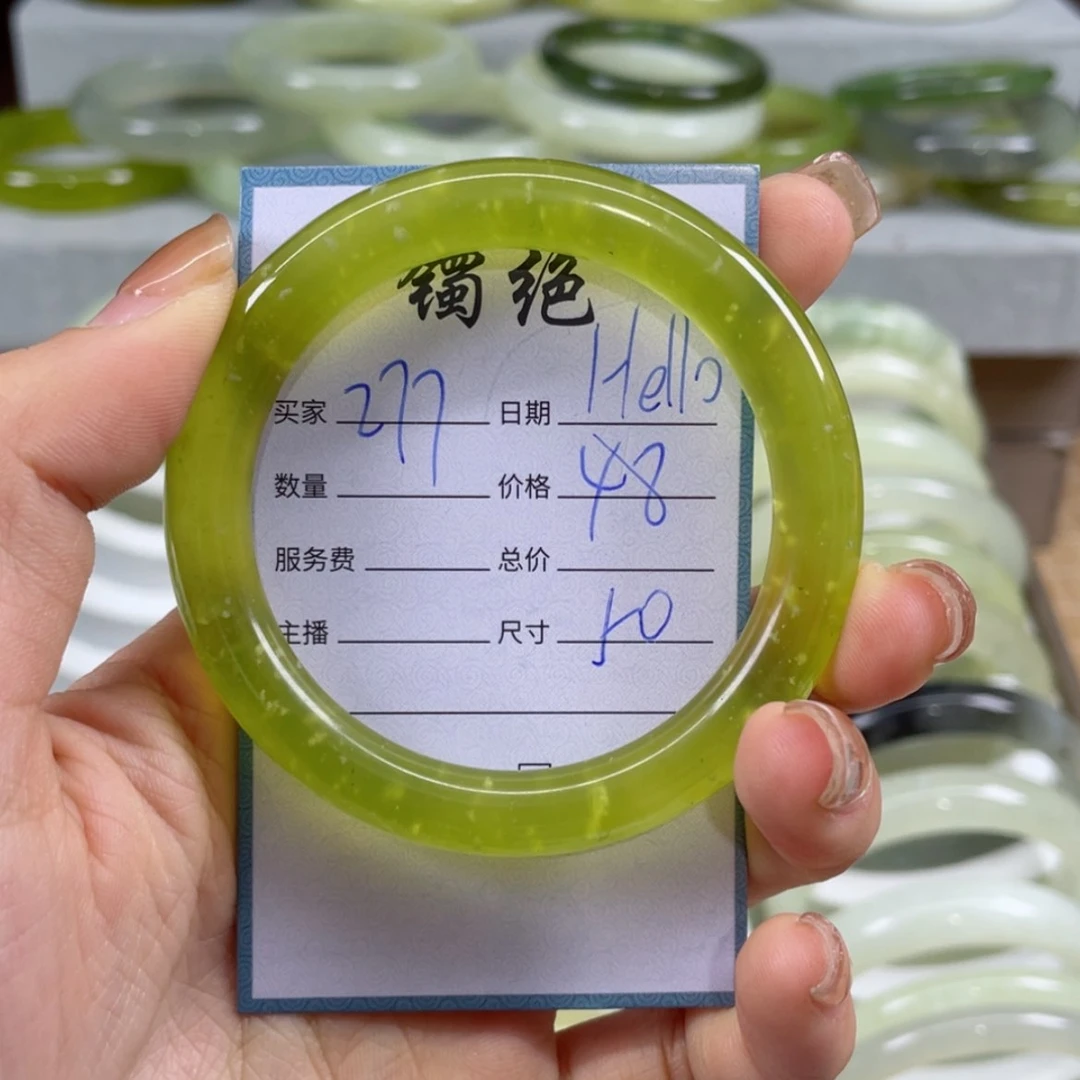 镯绝
买家 277 日期 Hello
数量 价格 48
服务费 总价
主播 尺寸 50